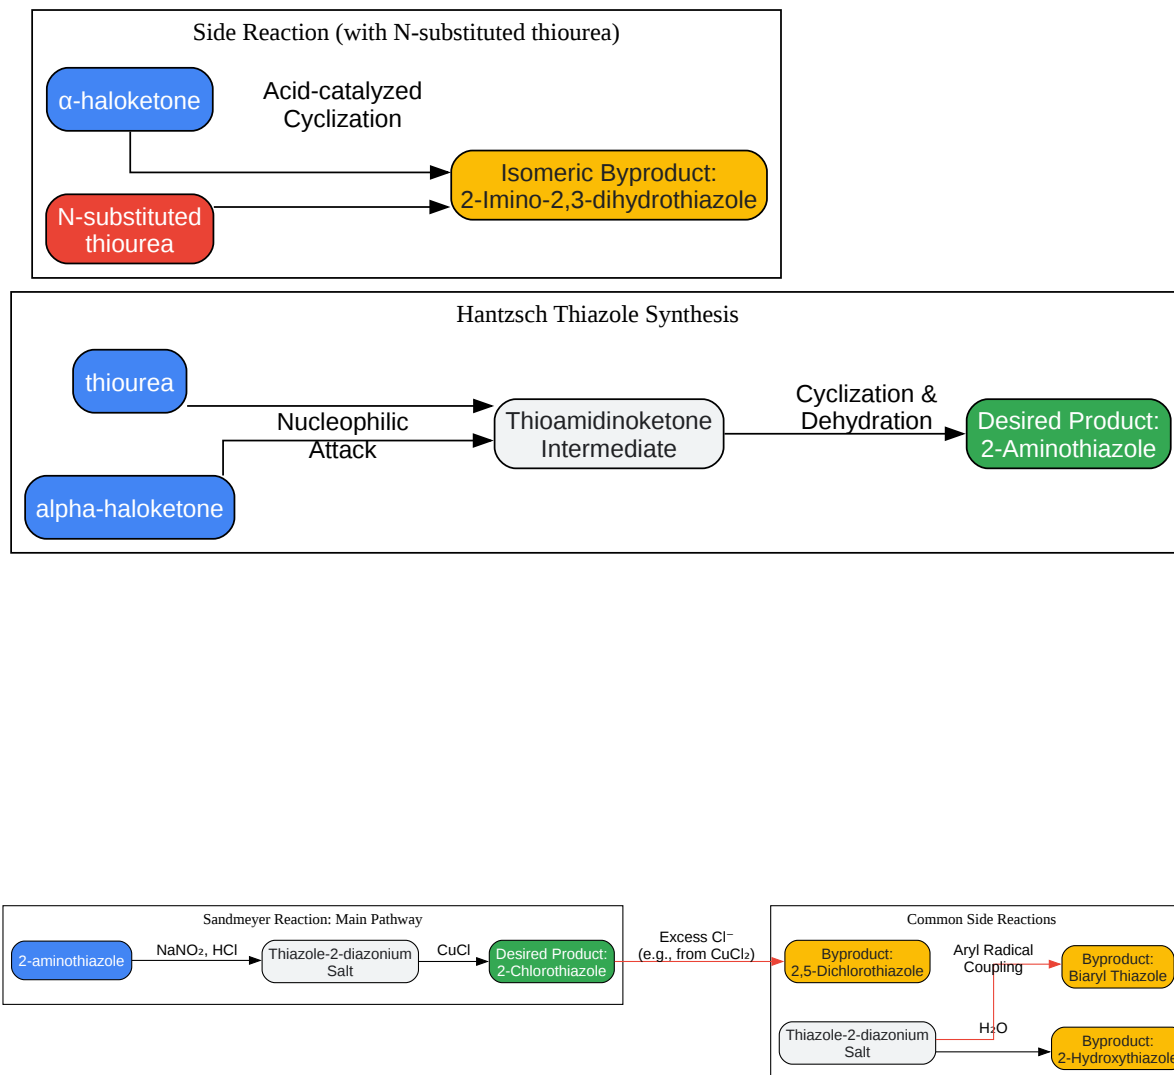 Side Reaction (with N-substituted thiourea)
α-haloketone
Acid-catalyzed
Cyclization
Isomeric Byproduct:
2-Imino-2,3-dihydrothiazole
N-substituted
thiourea
Hantzsch Thiazole Synthesis
thiourea
Nucleophilic
Attack
alpha-haloketone
Thioamidinoketone
Intermediate
Cyclization &
Dehydration
Desired Product:
2-Aminothiazole
Sandmeyer Reaction: Main Pathway
2-aminothiazole
NaNO₂, HCl
Thiazole-2-diazonium
Salt
CuCl
Desired Product:
2-Chlorothiazole
Excess Cl⁻
(e.g., from CuCl₂)
Common Side Reactions
Byproduct:
2,5-Dichlorothiazole
Aryl Radical
Coupling
Byproduct:
Biaryl Thiazole
Thiazole-2-diazonium
Salt
H₂O
Byproduct:
2-Hydroxythiazole